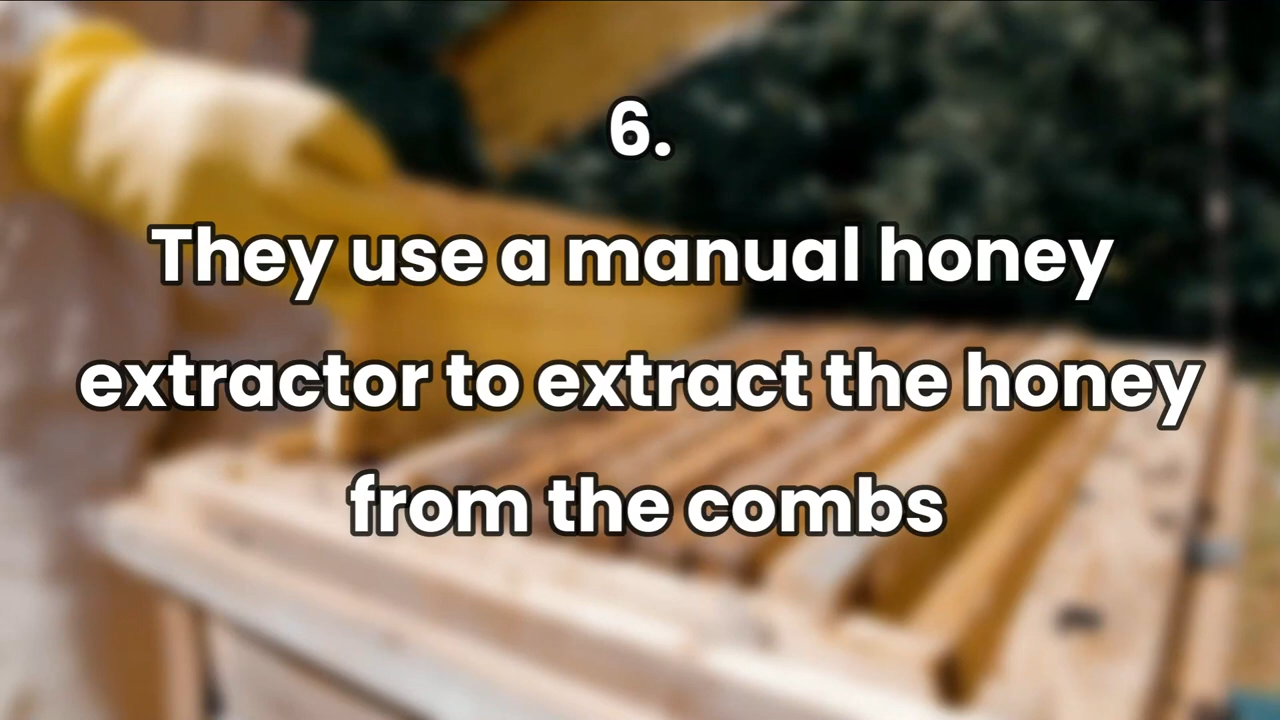 6.
They use a manual honey
extractor to extract the honey
from the combs